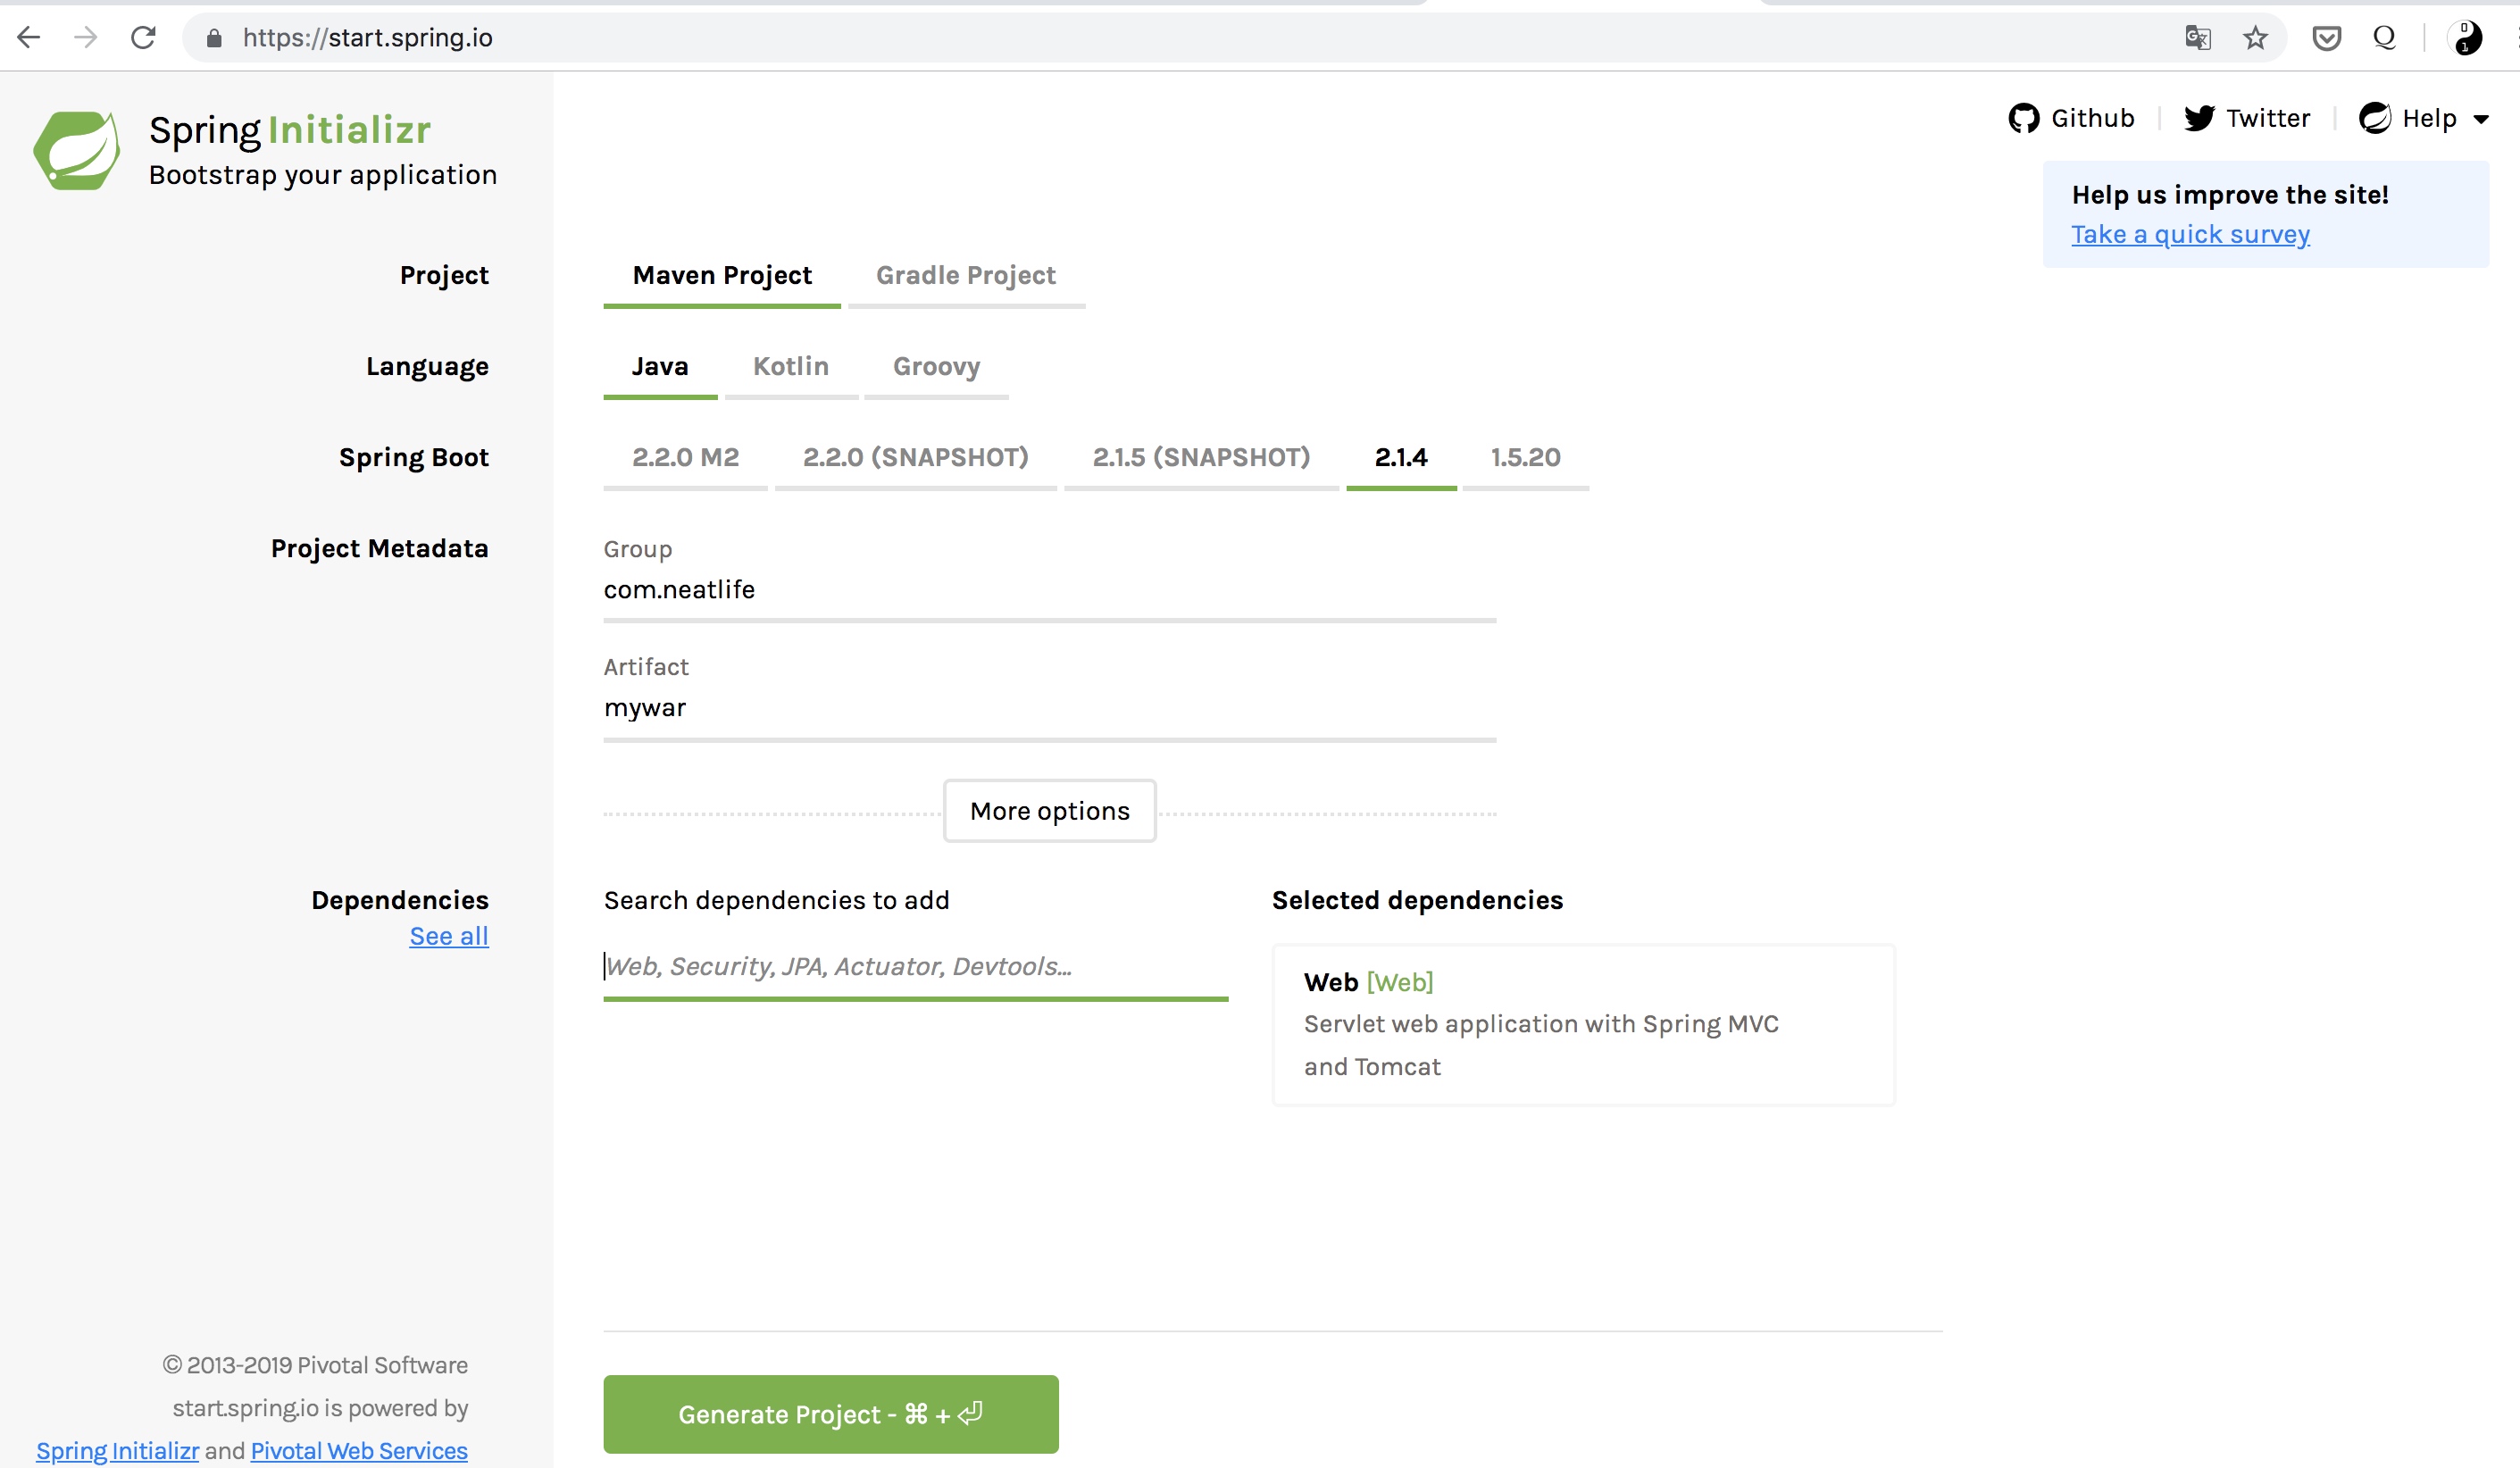 https://start.spring.io
Spring Initializr
Bootstrap your application
Github
Twitter
Help
Help us improve the site!
Take a quick survey
Project
Maven Project
Gradle Project
Language
Java
Kotlin
Groovy
Spring Boot
2.2.0 M2
2.2.0 (SNAPSHOT)
2.1.5 (SNAPSHOT)
2.1.4
1.5.20
Project Metadata
Group
com.neatlife
Artifact
mywar
More options
Dependencies
See all
Search dependencies to add
Web, Security, JPA, Actuator, Devtools...
Selected dependencies
Web [Web]
Servlet web application with Spring MVC
and Tomcat
© 2013-2019 Pivotal Software
start.spring.io is powered by
Spring Initializr and Pivotal Web Services
Generate Project - ⌘ + ⏎